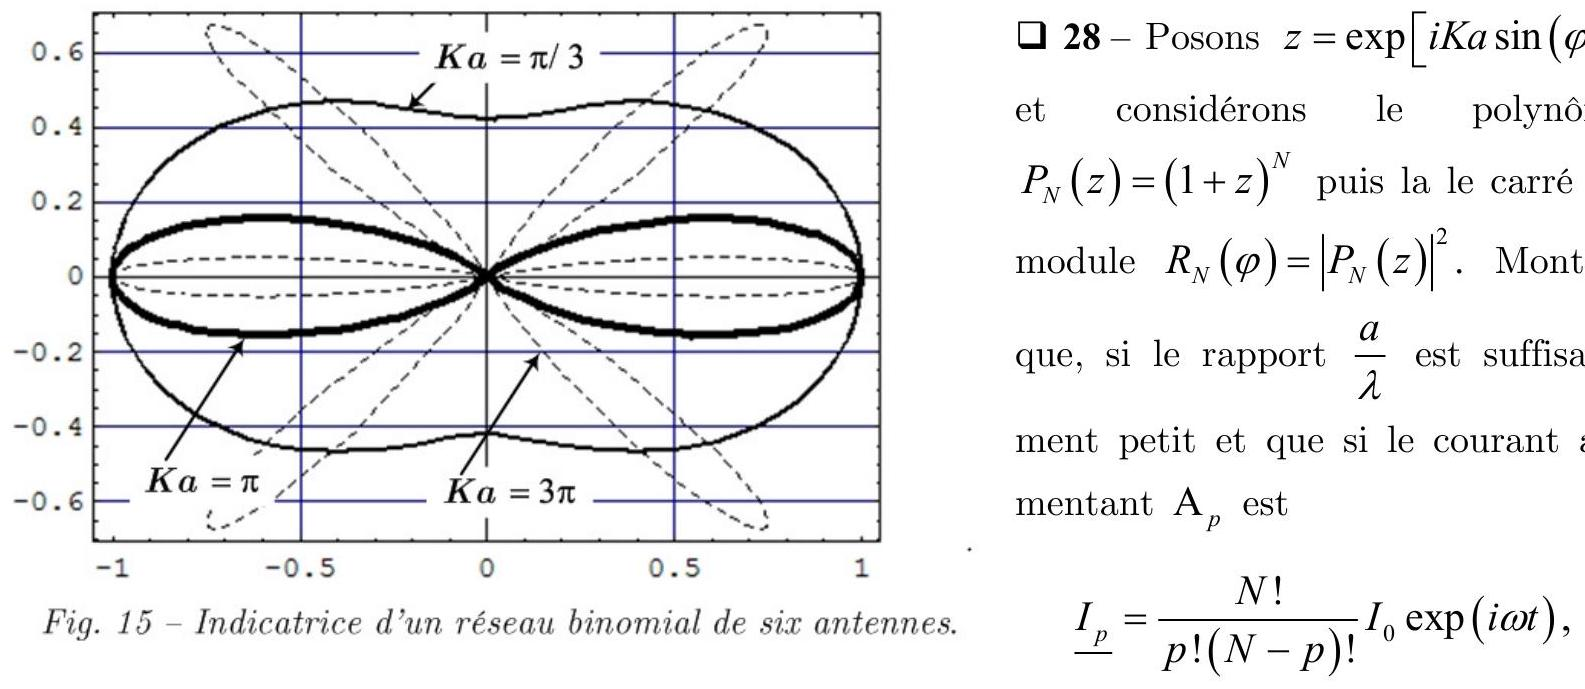 0.6
0.4
0.2
0
-0.2
-0.4
-0.6
-1 -0.5 0 0.5 1
Ka = π/ 3
Ka = π
Ka = 3π
Fig. 15 – Indicatrice d'un réseau binomial de six antennes.
❑ 28 – Posons z = exp[iKa sin(φ
et considérons le
P_N(z) = (1 + z)^N puis la le carré
module R_N(φ) = |P_N(z)|².
que, si le rapport a/λ est
ment petit et que si le courant
mentant A_p est
I_p = N!/(p!(N − p)!) I_0 exp(iωt),